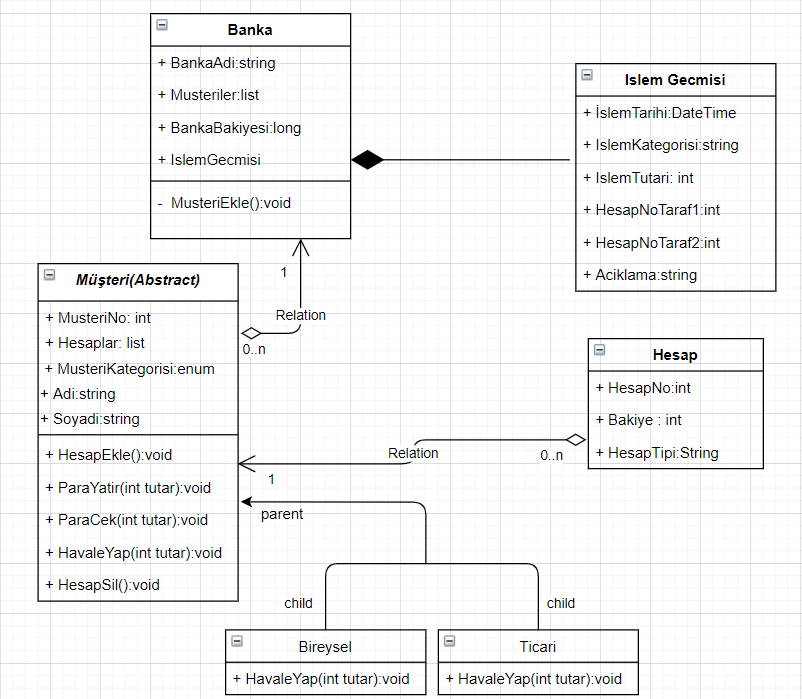 Banka
+ BankaAdi:string
+ Musteriler:list
+ BankaBakiyesi:long
+ IslemGecmisi
- MusteriEkle():void
Islem Gecmisi
+ İslemTarihi:DateTime
+ IslemKategorisi:string
+ IslemTutari: int
+ HesapNoTaraf1:int
+ HesapNoTaraf2:int
+ Aciklama:string
1
Relation
0..n
Müşteri(Abstract)
+ MusteriNo: int
+ Hesaplar: list
+ MusteriKategorisi:enum
+ Adi:string
+ Soyadi:string
+ HesapEkle():void
+ ParaYatir(int tutar):void
+ ParaCek(int tutar):void
+ HavaleYap(int tutar):void
+ HesapSil():void
Hesap
+ HesapNo:int
+ Bakiye : int
+ HesapTipi:String
Relation
0..n
1
parent
child
child
Bireysel
+ HavaleYap(int tutar):void
Ticari
+ HavaleYap(int tutar):void